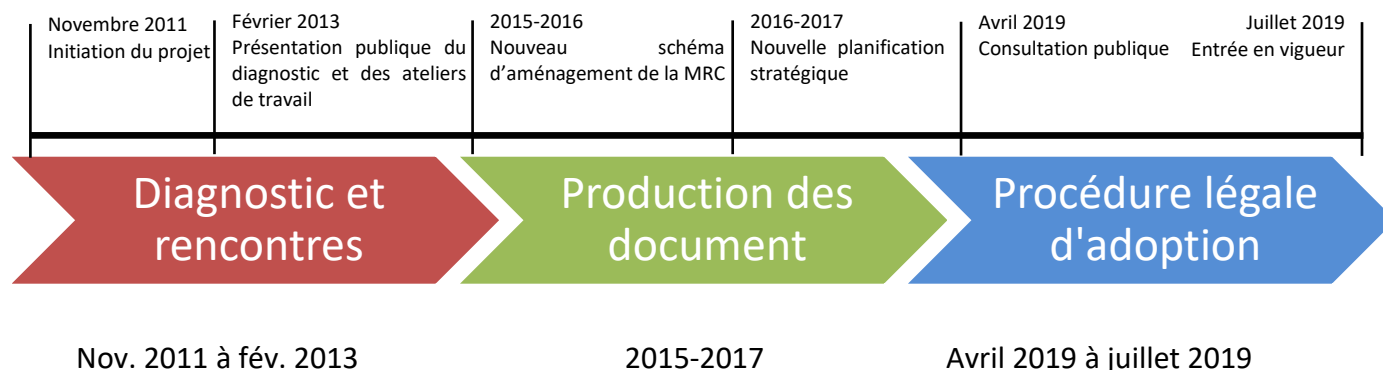 Novembre 2011
Initiation du projet
Février 2013
Présentation publique du
diagnostic et des ateliers
de travail
2015-2016
Nouveau schéma
d’aménagement de la MRC
2016-2017
Nouvelle planification
stratégique
Avril 2019
Consultation publique
Juillet 2019
Entrée en vigueur
Diagnostic et
rencontres
Production des
document
Procédure légale
d'adoption
Nov. 2011 à fév. 2013
2015-2017
Avril 2019 à juillet 2019